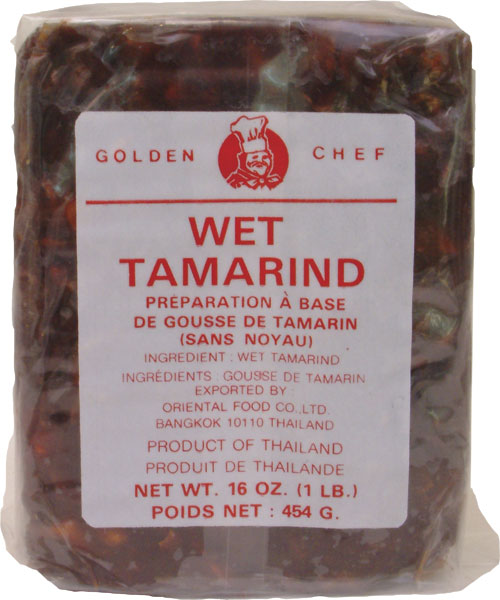 GOLDEN CHEF
WET
TAMARIND
PRÉPARATION À BASE
DE GOUSSE DE TAMARIN
(SANS NOYAU)
INGREDIENT : WET TAMARIND
INGRÉDIENTS : GOUSSE DE TAMARIN
EXPORTED BY :
ORIENTAL FOOD CO., LTD.
BANGKOK 10110 THAILAND
PRODUCT OF THAILAND
PRODUIT DE THAILANDE
NET WT. 16 OZ. (1 LB.)
POIDS NET : 454 G.